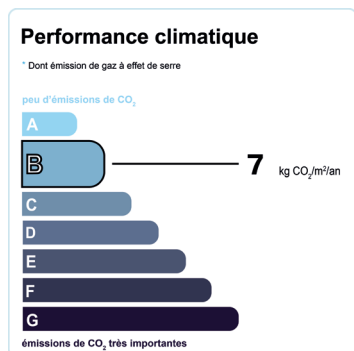 Performance climatique
* Dont émission de gaz à effet de serre
peu d'émissions de CO₂
A
B 7 kg CO₂/m²/an
C
D
E
F
G
émissions de CO₂ très importantes